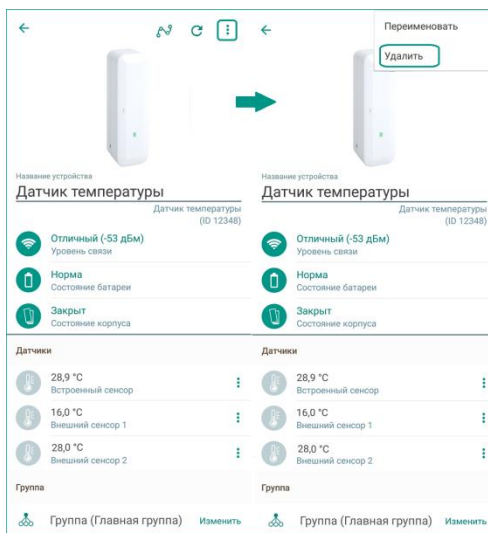 Название устройства
Датчик температуры
Датчик температуры
(ID 12348)
Отличный (-53 дБм)
Уровень связи
Норма
Состояние батареи
Закрыт
Состояние корпуса
Датчики
28,9 °C
Встроенный сенсор
16,0 °C
Внешний сенсор 1
28,0 °C
Внешний сенсор 2
Группа
Группа (Главная группа) Изменить
Переименовать
Удалить
Название устройства
Датчик температуры
Датчик температуры
(ID 12348)
Отличный (-53 дБм)
Уровень связи
Норма
Состояние батареи
Закрыт
Состояние корпуса
Датчики
28,9 °C
Встроенный сенсор
16,0 °C
Внешний сенсор 1
28,0 °C
Внешний сенсор 2
Группа
Группа (Главная группа) Изменить